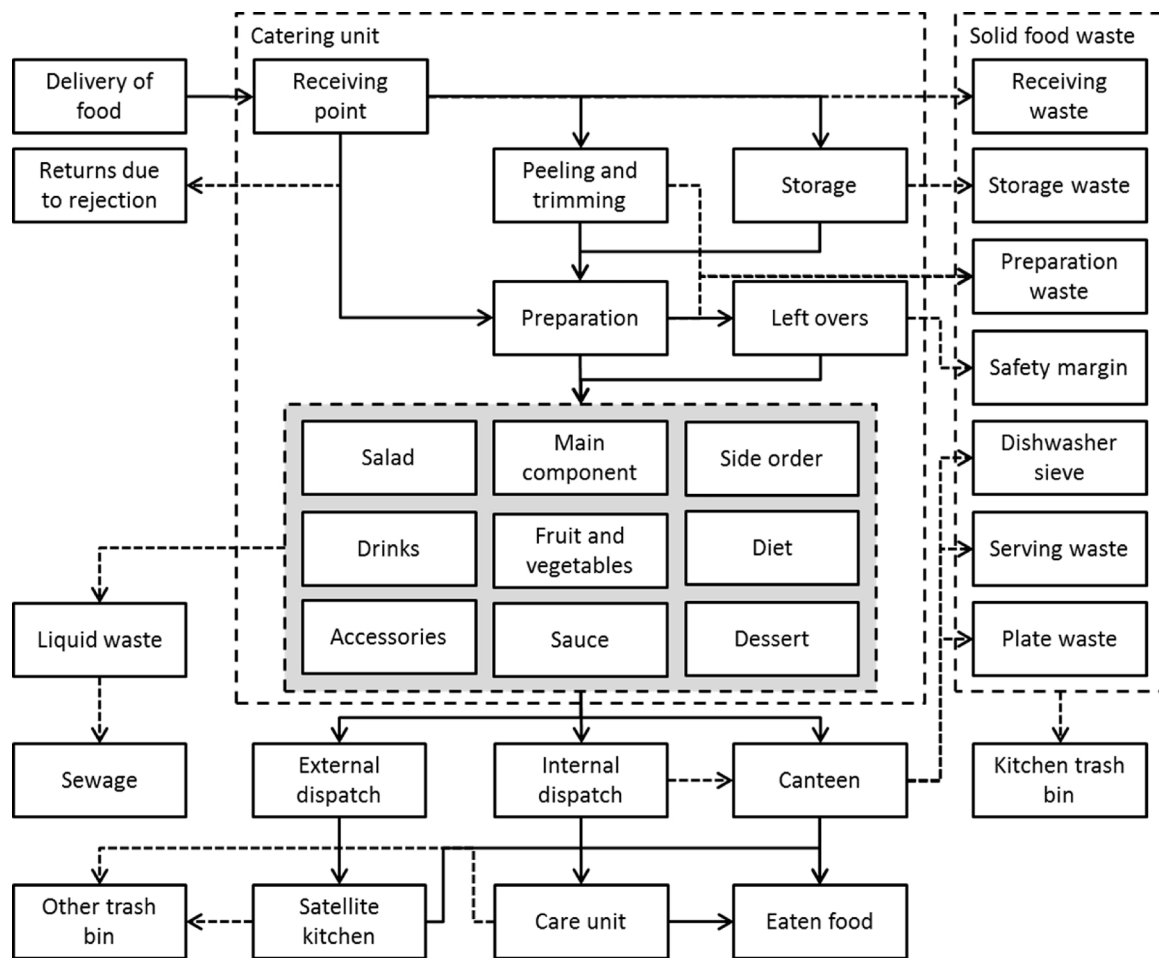 Catering unit
Solid food waste
Delivery of
food
Receiving
point
Receiving
waste
Returns due
to rejection
Peeling and
trimming
Storage
Storage waste
Preparation
waste
Preparation
Left overs
Safety margin
Salad
Main
component
Side order
Dishwasher
sieve
Drinks
Fruit and
vegetables
Diet
Serving waste
Liquid waste
Accessories
Sauce
Dessert
Plate waste
Sewage
External
dispatch
Internal
dispatch
Canteen
Kitchen trash
bin
Other trash
bin
Satellite
kitchen
Care unit
Eaten food